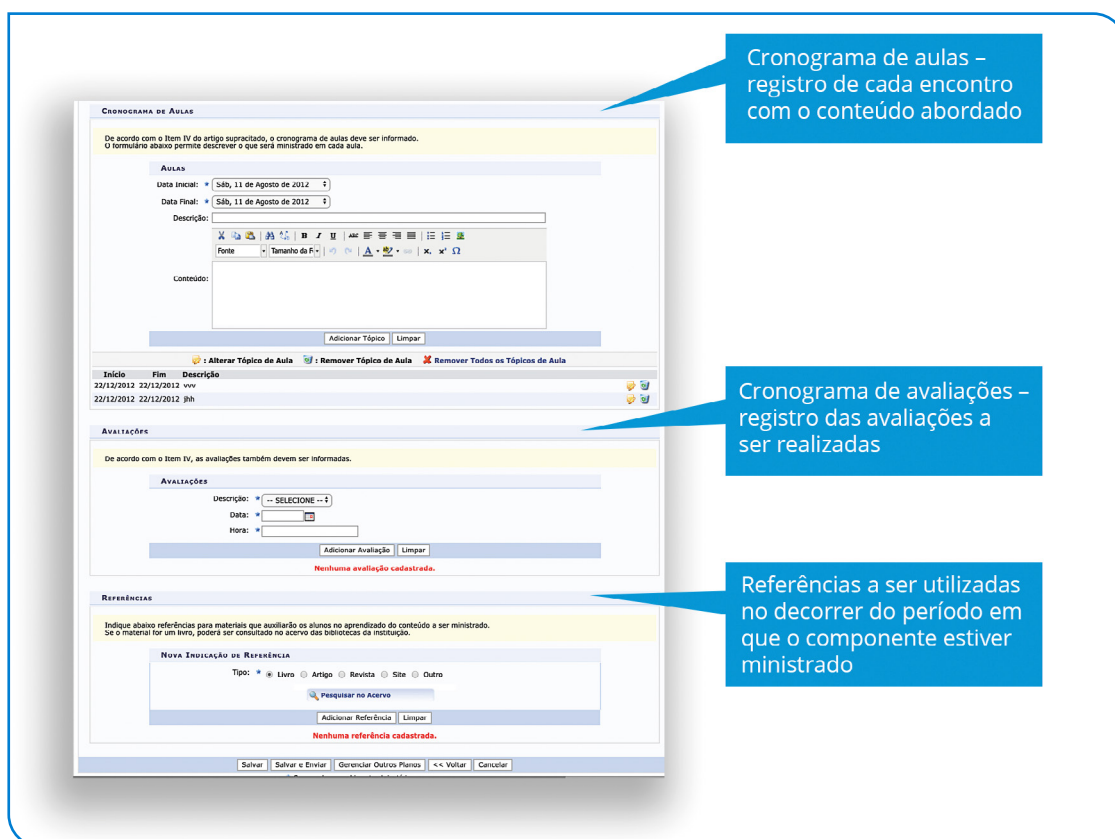 Cronograma de aulas –
registro de cada encontro
com o conteúdo abordado
CRONOGRAMA DE AULAS
De acordo com o Item IV do artigo supracitado, o cronograma de aulas deve ser informado.
O formulário abaixo permite descrever o que será ministrado em cada aula.
AULAS
Data Inicial: Sáb, 11 de Agosto de 2012
Data Final: Sáb, 11 de Agosto de 2012
Descrição:
B I U ABC
Fonte Tamanho da F
A ab x, x² Ω
Conteúdo:
Adicionar Tópico Limpar
: Alterar Tópico de Aula : Remover Tópico de Aula Remover Todos os Tópicos de Aula
Início Fim Descrição
22/12/2012 22/12/2012 vvv
22/12/2012 22/12/2012 jhh
Cronograma de avaliações –
registro das avaliações a
ser realizadas
AVALIAÇÕES
De acordo com o Item IV, as avaliações também devem ser informadas.
AVALIAÇÕES
Descrição: -- SELECIONE --
Data:
Hora:
Adicionar Avaliação Limpar
Nenhuma avaliação cadastrada.
Referências a ser utilizadas
no decorrer do período em
que o componente estiver
ministrado
REFERÊNCIAS
Indique abaixo referências para materiais que auxiliarão os alunos no aprendizado do conteúdo a ser ministrado.
Se o material for um livro, poderá ser consultado no acervo das bibliotecas da instituição.
NOVA INDICAÇÃO DE REFERÊNCIA
Tipo: Livro Artigo Revista Site Outro
Pesquisar no Acervo
Adicionar Referência Limpar
Nenhuma referência cadastrada.
Salvar Salvar e Enviar Gerenciar Outros Planos << Voltar Cancelar